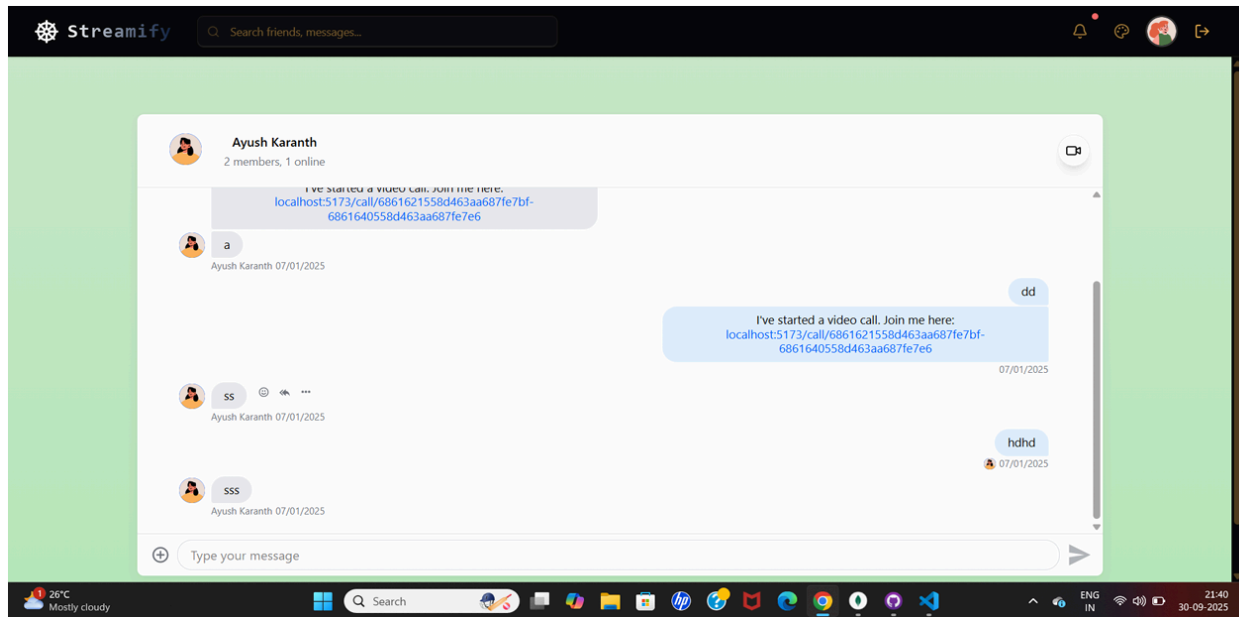 Streamify
Search friends, messages...
Ayush Karanth
2 members, 1 online
I've started a video call. Join me here:
localhost:5173/call/6861621558d463aa687fe7bf-
6861640558d463aa687fe7e6
a
Ayush Karanth 07/01/2025
dd
I've started a video call. Join me here:
localhost:5173/call/6861621558d463aa687fe7bf-
6861640558d463aa687fe7e6
07/01/2025
ss
Ayush Karanth 07/01/2025
hdhd
07/01/2025
sss
Ayush Karanth 07/01/2025
Type your message
1
26°C
Mostly cloudy
Search
hp
?
ENG
IN
21:40
30-09-2025